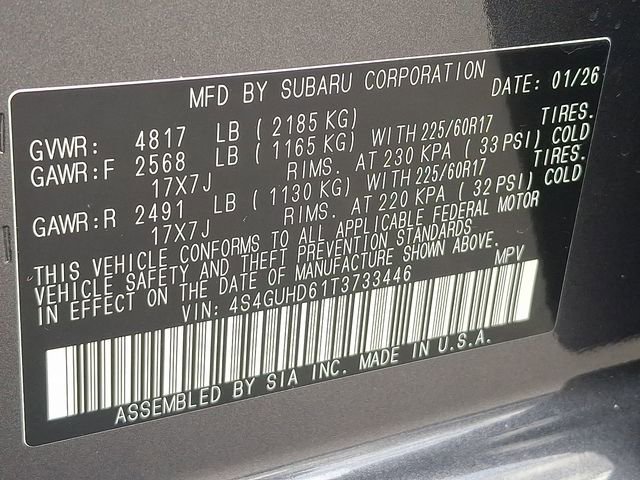 MFD BY SUBARU CORPORATION DATE: 01/26
GVWR: 4817 LB ( 2185 KG)
GAWR:F 2568 LB ( 1165 KG) WITH 225/60R17 TIRES.
17X7J RIMS. AT 230 KPA ( 33 PSI) COLD
GAWR:R 2491 LB ( 1130 KG) WITH 225/60R17 TIRES.
17X7J RIMS. AT 220 KPA ( 32 PSI) COLD
THIS VEHICLE CONFORMS TO ALL APPLICABLE FEDERAL MOTOR
VEHICLE SAFETY AND THEFT PREVENTION STANDARDS
IN EFFECT ON THE DATE OF MANUFACTURE SHOWN ABOVE.
VIN: 4S4GUHD61T3733446 MPV
ASSEMBLED BY SIA INC. MADE IN U.S.A.